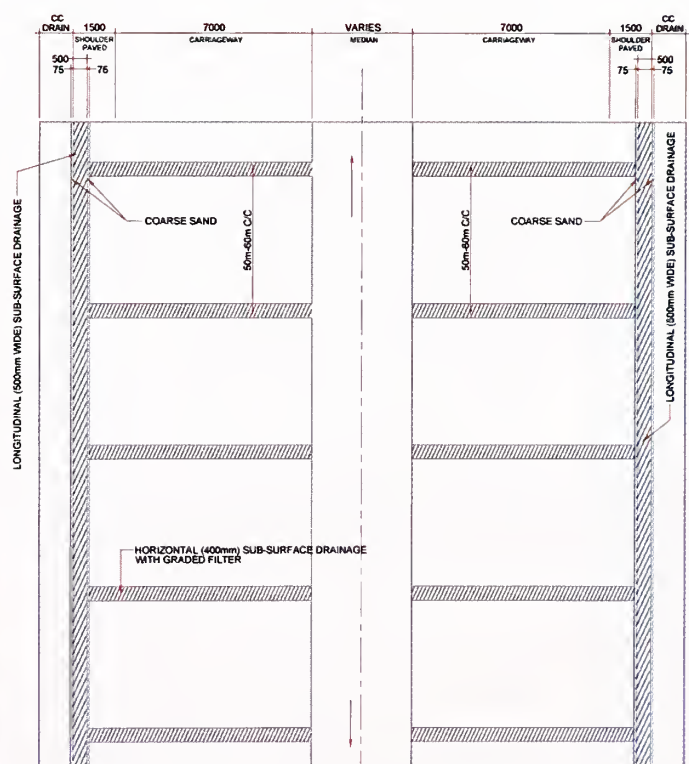 CC
DRAIN
1500
7000
VARIES
7000
1500
CC
DRAIN
SHOULDER
PAVED
CARRIAGEWAY
MEDIAN
CARRIAGEWAY
SHOULDER
PAVED
500
75
75
500
75
75
LONGITUDINAL (500mm WIDE) SUB-SURFACE DRAINAGE
COARSE SAND
50m-60m C/C
50m-60m C/C
COARSE SAND
LONGITUDINAL (500mm WIDE) SUB-SURFACE DRAINAGE
HORIZONTAL (400mm) SUB-SURFACE DRAINAGE
WITH GRADED FILTER